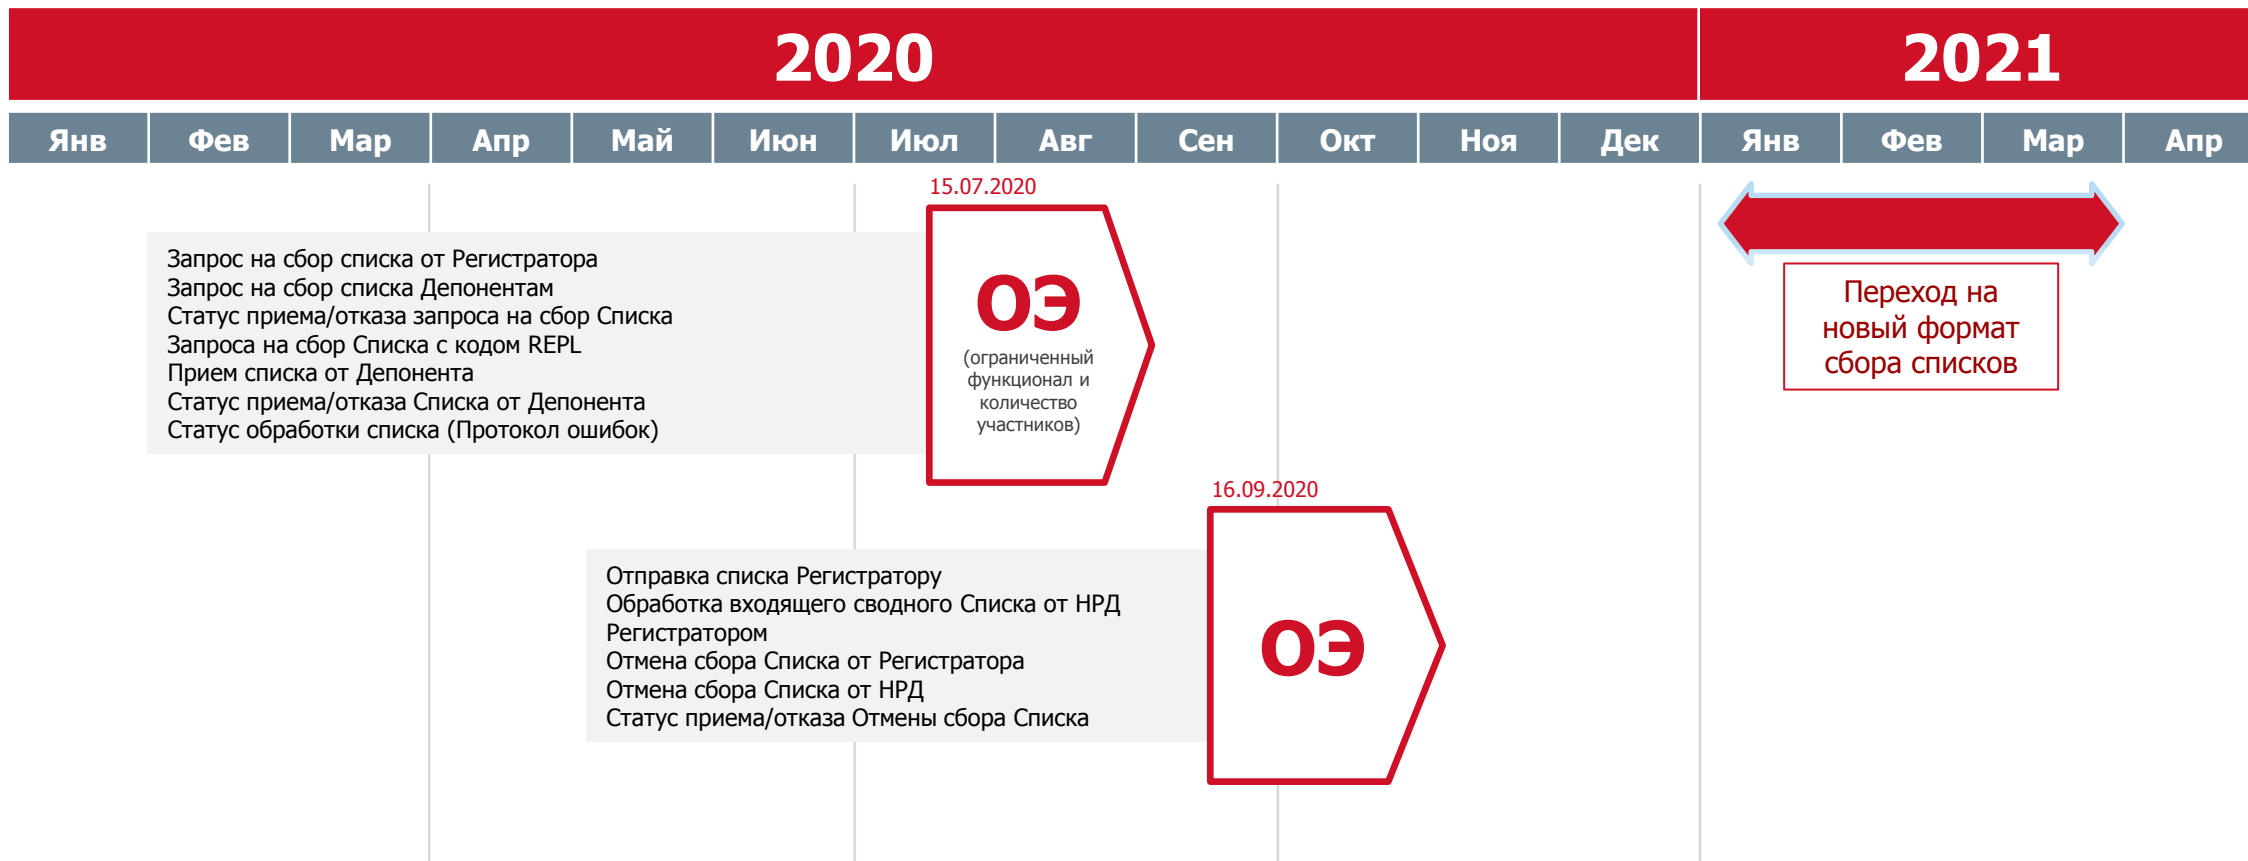 2020
2021
Янв
Фев
Мар
Апр
Май
Июн
Июл
Авг
Сен
Окт
Ноя
Дек
Янв
Фев
Мар
Апр
15.07.2020
Запрос на сбор списка от Регистратора
Запрос на сбор списка Депонентам
Статус приема/отказа запроса на сбор Списка
Запроса на сбор Списка с кодом REPL
Прием списка от Депонента
Статус приема/отказа Списка от Депонента
Статус обработки списка (Протокол ошибок)
ОЭ
(ограниченный
функционал и
количество
участников)
Переход на
новый формат
сбора списков
16.09.2020
Отправка списка Регистратору
Обработка входящего сводного Списка от НРД
Регистратором
Отмена сбора Списка от Регистратора
Отмена сбора Списка от НРД
Статус приема/отказа Отмены сбора Списка
ОЭ